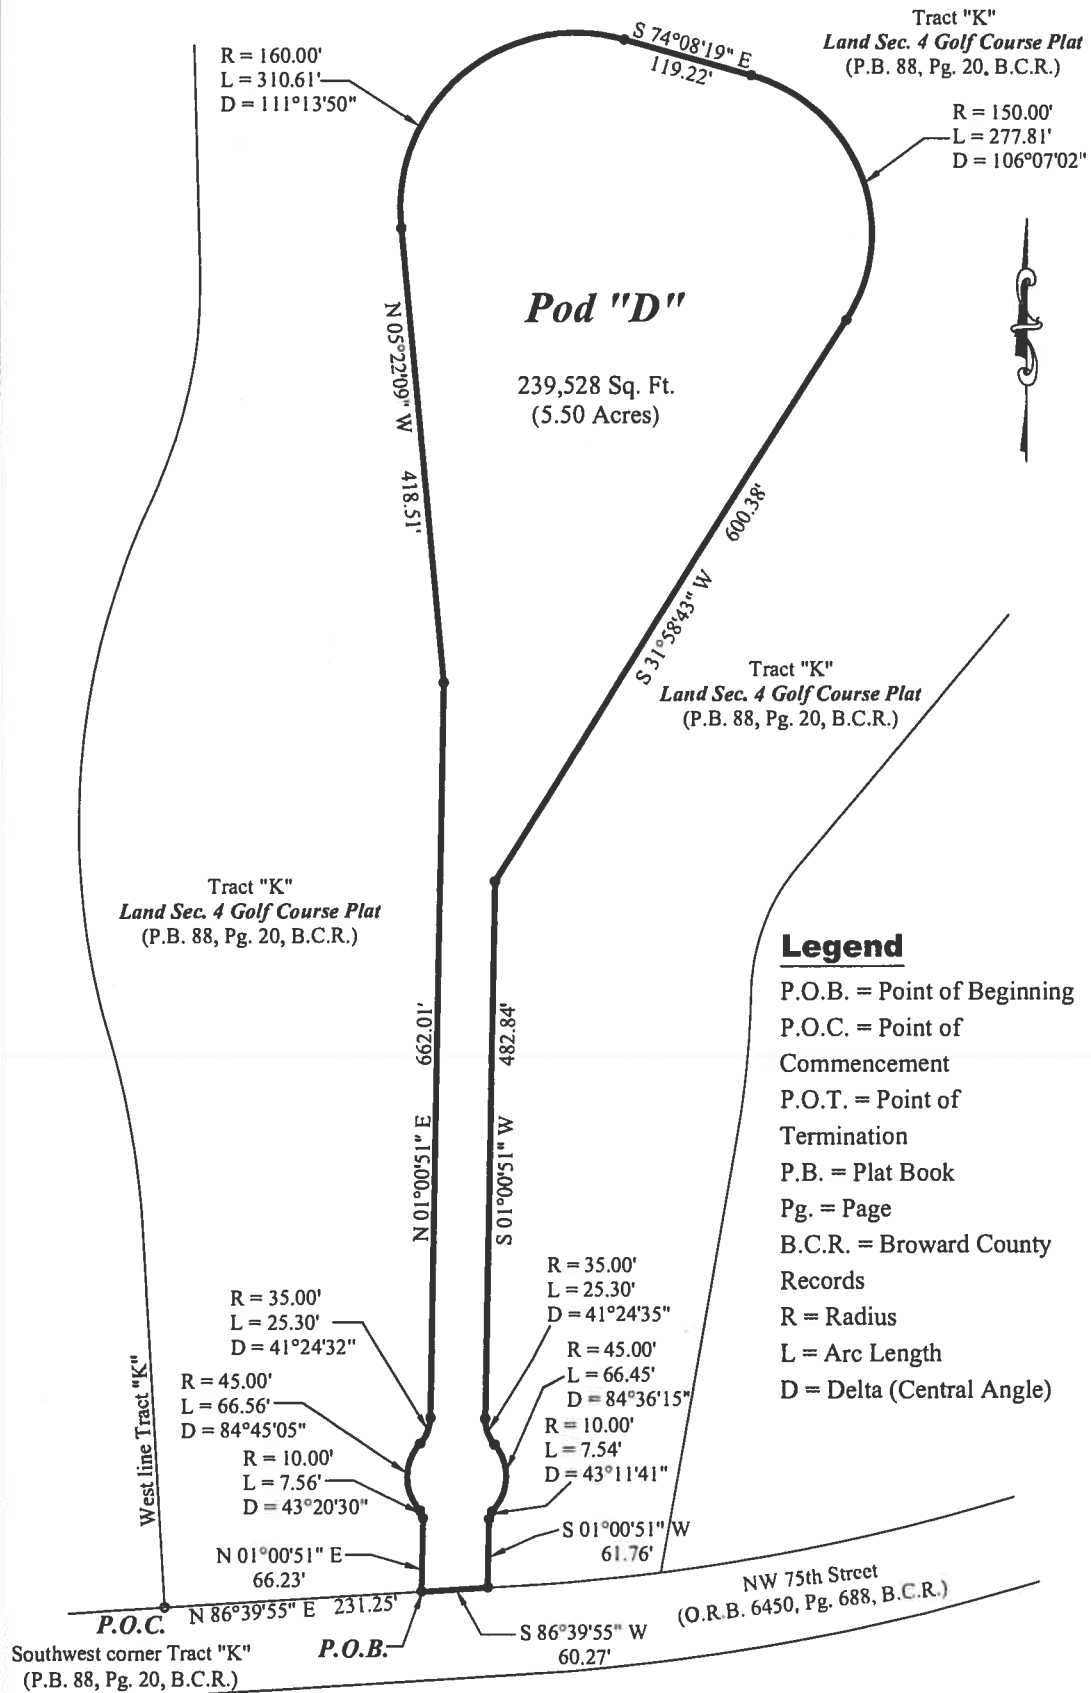 Tract "K"
Land Sec. 4 Golf Course Plat
(P.B. 88, Pg. 20, B.C.R.)
R = 160.00'
L = 310.61'
D = 111°13'50"
S 74°08'19" E
119.22'
R = 150.00'
L = 277.81'
D = 106°07'02"
Pod "D"
239,528 Sq. Ft.
(5.50 Acres)
N 05°22'09" W
418.51'
600.38'
S 31°58'43" W
Tract "K"
Land Sec. 4 Golf Course Plat
(P.B. 88, Pg. 20, B.C.R.)
Tract "K"
Land Sec. 4 Golf Course Plat
(P.B. 88, Pg. 20, B.C.R.)
662.01'
N 01°00'51" E
482.84'
S 01°00'51" W
Legend
P.O.B. = Point of Beginning
P.O.C. = Point of
Commencement
P.O.T. = Point of
Termination
P.B. = Plat Book
Pg. = Page
B.C.R. = Broward County
Records
R = Radius
L = Arc Length
D = Delta (Central Angle)
R = 35.00'
L = 25.30'
D = 41°24'32"
R = 35.00'
L = 25.30'
D = 41°24'35"
R = 45.00'
L = 66.56'
D = 84°45'05"
R = 45.00'
L = 66.45'
D = 84°36'15"
R = 10.00'
L = 7.56'
D = 43°20'30"
R = 10.00'
L = 7.54'
D = 43°11'41"
West line Tract "K"
N 01°00'51" E
66.23'
S 01°00'51" W
61.76'
NW 75th Street
(O.R.B. 6450, Pg. 688, B.C.R.)
N 86°39'55" E 231.25'
P.O.C.
Southwest corner Tract "K"
(P.B. 88, Pg. 20, B.C.R.)
P.O.B.
S 86°39'55" W
60.27'